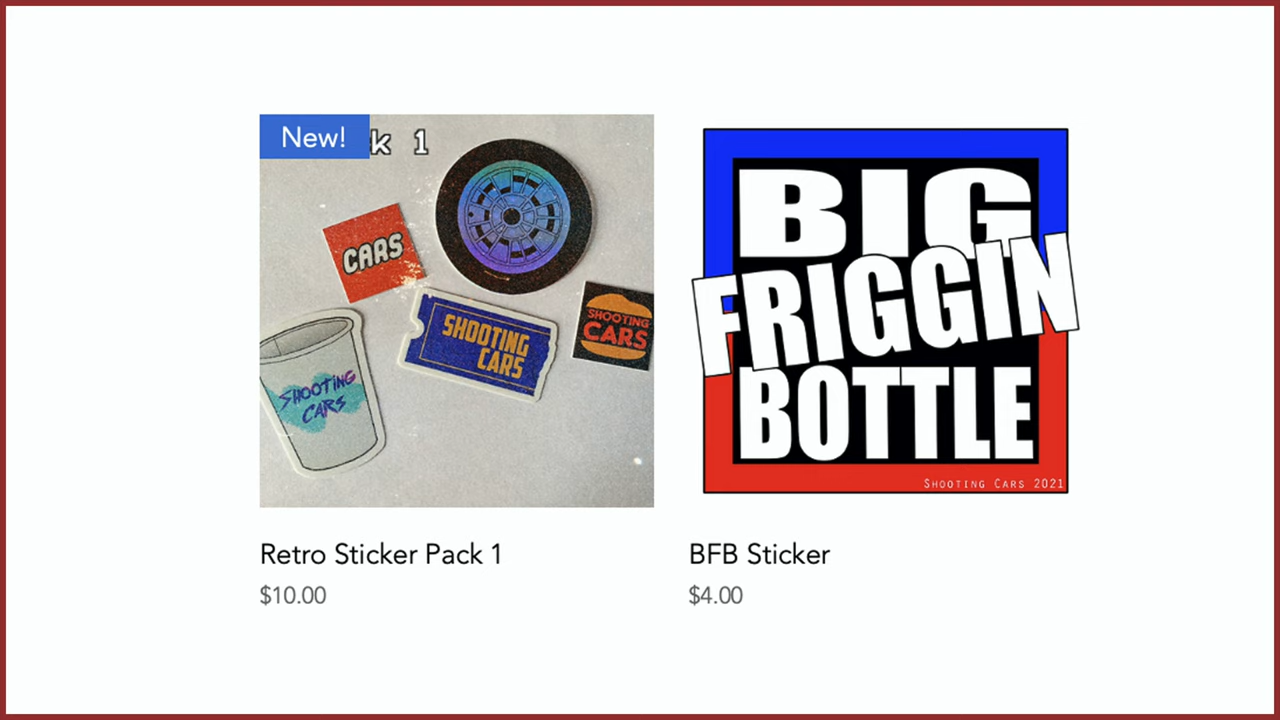 New!
k 1
CARS
SHOOTING
CARS
SHOOTING
CARS
SHOOTING
CARS
Retro Sticker Pack 1
$10.00
BIG
FRIGGIN
BOTTLE
SHOOTING CARS 2021
BFB Sticker
$4.00